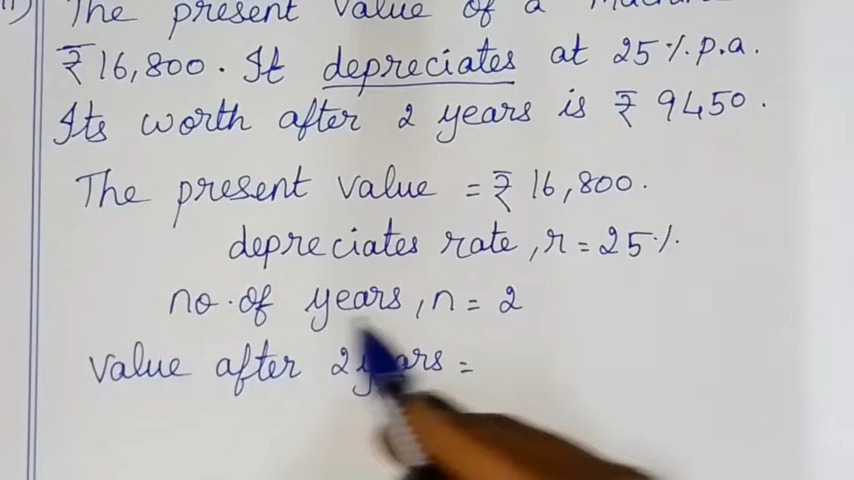 The present value of a
₹16,800. It depreciates at 25% p.a.
Its worth after 2 years is ₹ 9450.
The present value = ₹ 16,800.
depreciates rate, r = 25%
no. of years, n = 2
Value after 2 years =